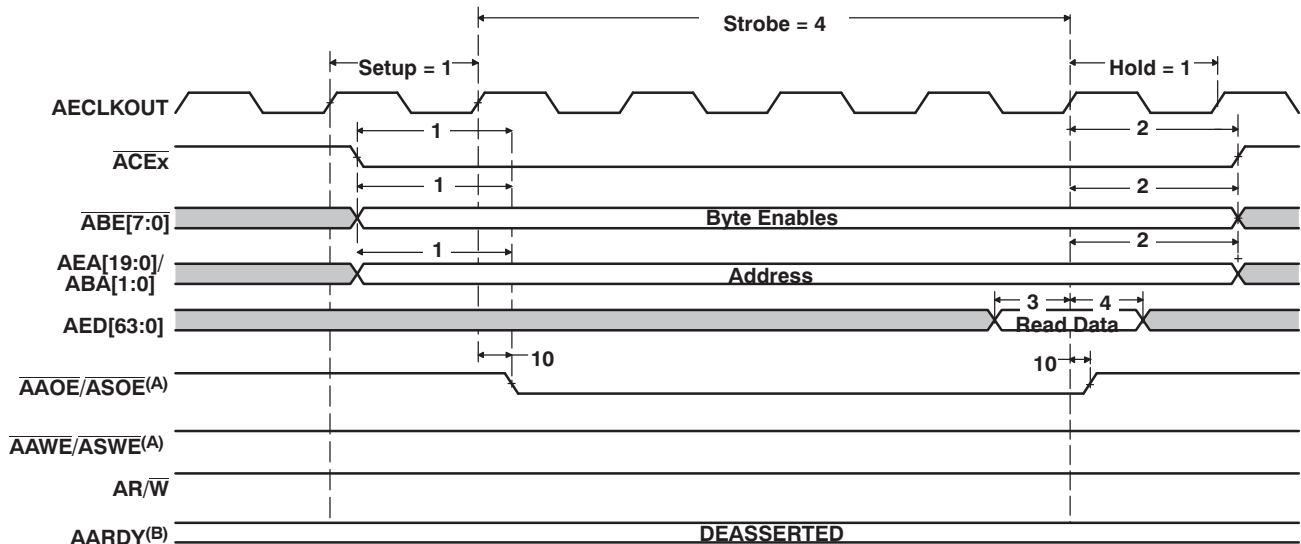 Strobe = 4
Setup = 1
Hold = 1
AECLKOUT
1
2
ACEx
1
2
ABE[7:0]
Byte Enables
1
2
AEA[19:0]/
ABA[1:0]
Address
3
4
AED[63:0]
Read Data
10
10
AAOE/ASOE(A)
AAWE/ASWE(A)
AR/W
AARDY(B)
DEASSERTED